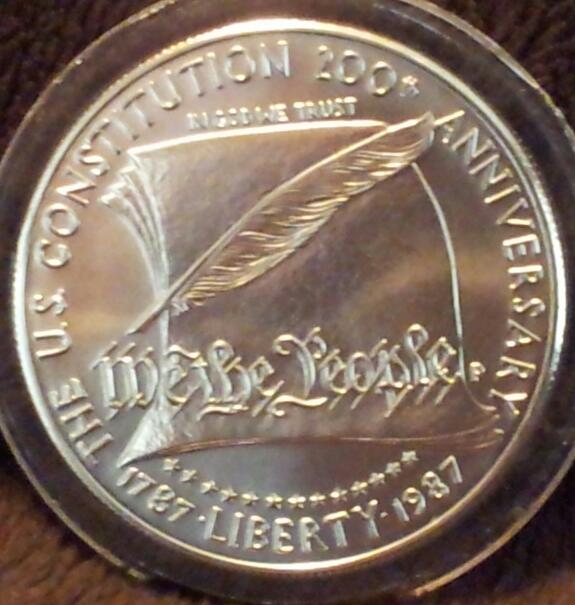 THE U.S. CONSTITUTION 200th ANNIVERSARY
IN GOD WE TRUST
We the People
P
1787 · LIBERTY · 1987